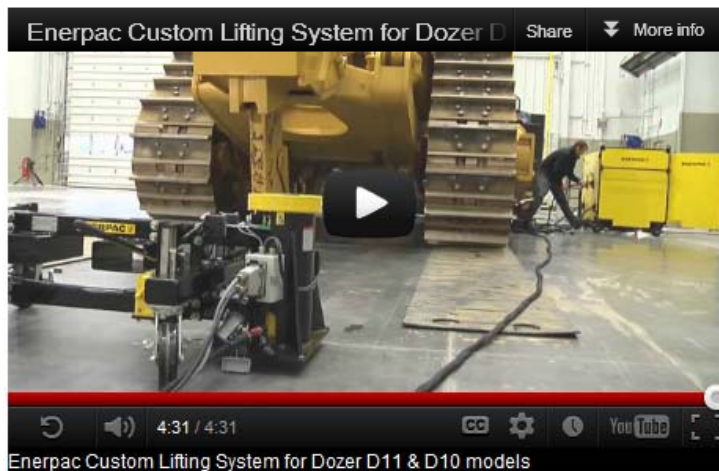 Enerpac Custom Lifting System for Dozer D
Share
More info
4:31 / 4:31
CC
YouTube
Enerpac Custom Lifting System for Dozer D11 & D10 models